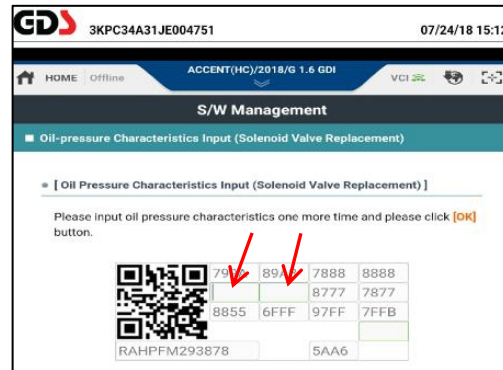 GDS 3KPC34A31JE004751 07/24/18 15:12
HOME Offline ACCENT(HC)/2018/G 1.6 GDI VCI
S/W Management
Oil-pressure Characteristics Input (Solenoid Valve Replacement)
[ Oil Pressure Characteristics Input (Solenoid Valve Replacement) ]
Please input oil pressure characteristics one more time and please click [OK]
button.
7888 8888
8777 7877
8855 6FFF 97FF 7FFB
RAHPFM293878 5AA6